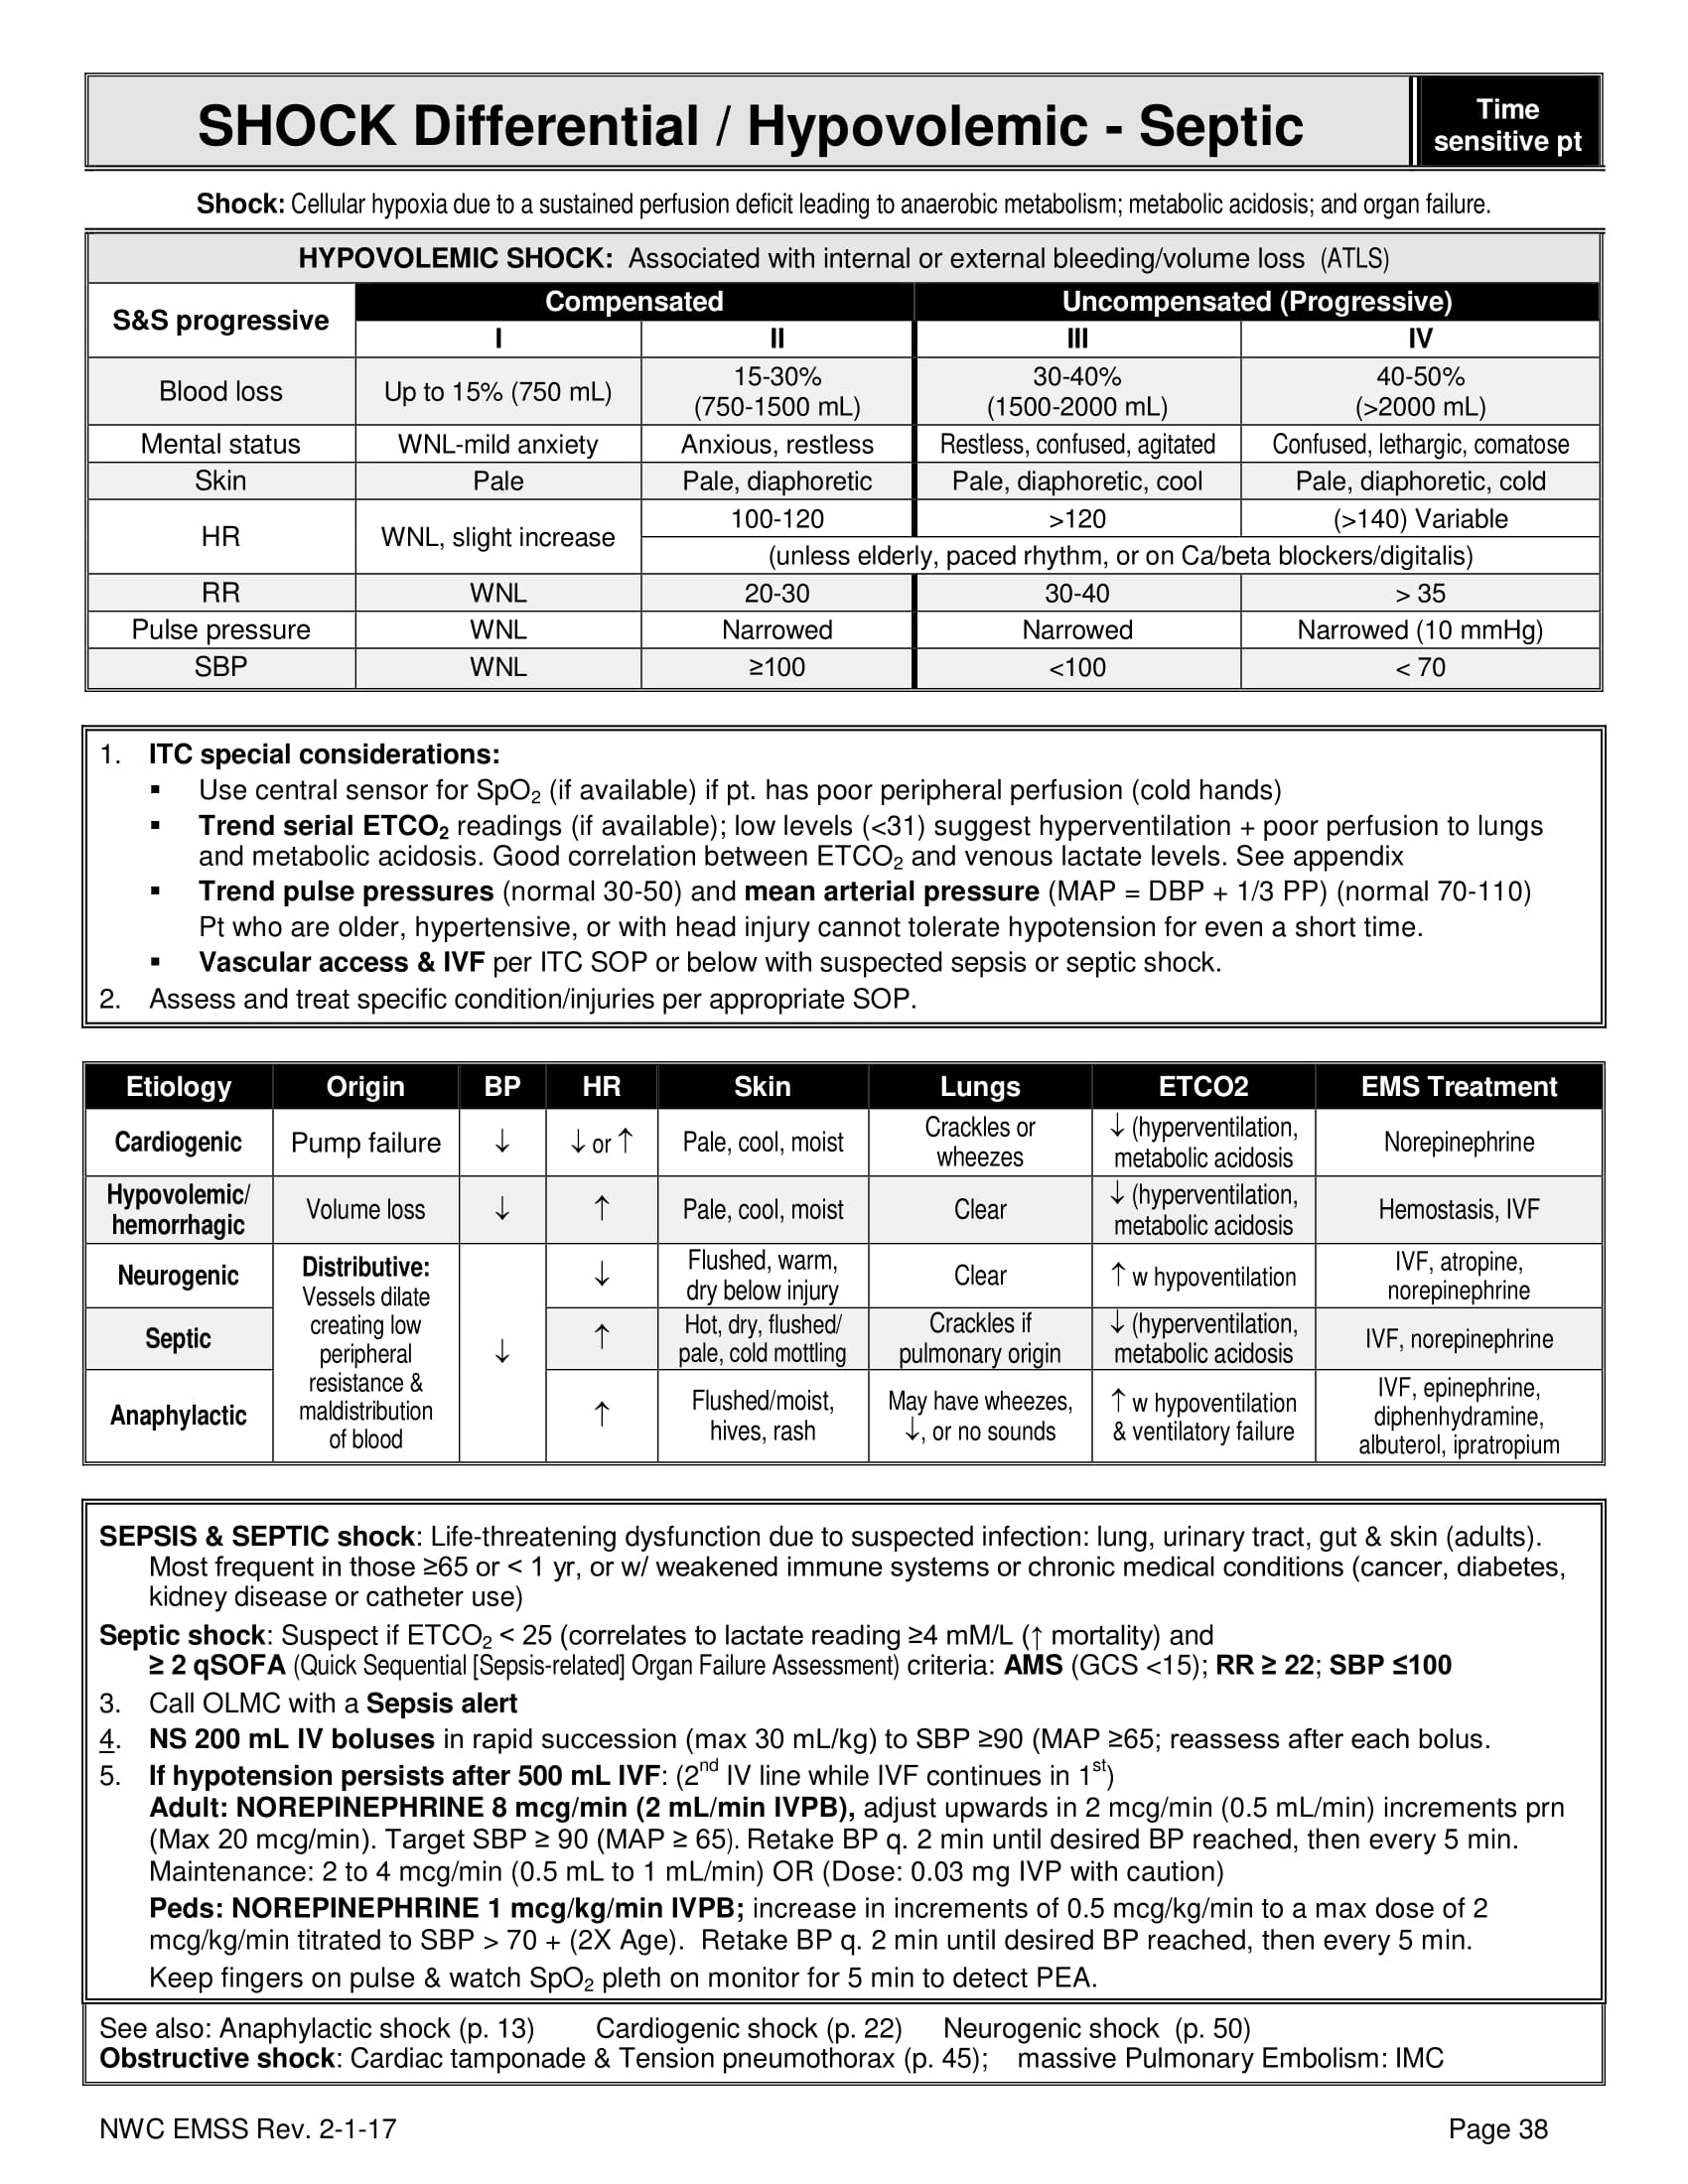 SHOCK Differential / Hypovolemic - Septic
Time
sensitive pt
Shock: Cellular hypoxia due to a sustained perfusion deficit leading to anaerobic metabolism; metabolic acidosis; and organ failure.
HYPOVOLEMIC SHOCK: Associated with internal or external bleeding/volume loss (ATLS)
S&S progressive
Compensated
Uncompensated (Progressive)
I
II
III
IV
Blood loss
Up to 15% (750 mL)
15-30%
(750-1500 mL)
30-40%
(1500-2000 mL)
40-50%
(>2000 mL)
Mental status
WNL-mild anxiety
Anxious, restless
Restless, confused, agitated
Confused, lethargic, comatose
Skin
Pale
Pale, diaphoretic
Pale, diaphoretic, cool
Pale, diaphoretic, cold
HR
WNL, slight increase
100-120
>120
(>140) Variable
(unless elderly, paced rhythm, or on Ca/beta blockers/digitalis)
RR
WNL
20-30
30-40
> 35
Pulse pressure
WNL
Narrowed
Narrowed
Narrowed (10 mmHg)
SBP
WNL
≥100
<100
< 70
1. ITC special considerations:
▪ Use central sensor for SpO₂ (if available) if pt. has poor peripheral perfusion (cold hands)
▪ Trend serial ETCO₂ readings (if available); low levels (<31) suggest hyperventilation + poor perfusion to lungs
and metabolic acidosis. Good correlation between ETCO₂ and venous lactate levels. See appendix
▪ Trend pulse pressures (normal 30-50) and mean arterial pressure (MAP = DBP + 1/3 PP) (normal 70-110)
Pt who are older, hypertensive, or with head injury cannot tolerate hypotension for even a short time.
▪ Vascular access & IVF per ITC SOP or below with suspected sepsis or septic shock.
2. Assess and treat specific condition/injuries per appropriate SOP.
Etiology
Origin
BP
HR
Skin
Lungs
ETCO2
EMS Treatment
Cardiogenic
Pump failure
↓
↓ or ↑
Pale, cool, moist
Crackles or
wheezes
↓ (hyperventilation,
metabolic acidosis
Norepinephrine
Hypovolemic/
hemorrhagic
Volume loss
↓
↑
Pale, cool, moist
Clear
↓ (hyperventilation,
metabolic acidosis
Hemostasis, IVF
Neurogenic
Distributive:
Vessels dilate
creating low
peripheral
resistance &
maldistribution
of blood
↓
↓
Flushed, warm,
dry below injury
Clear
↑ w hypoventilation
IVF, atropine,
norepinephrine
Septic
↑
Hot, dry, flushed/
pale, cold mottling
Crackles if
pulmonary origin
↓ (hyperventilation,
metabolic acidosis
IVF, norepinephrine
Anaphylactic
↑
Flushed/moist,
hives, rash
May have wheezes,
↓, or no sounds
↑ w hypoventilation
& ventilatory failure
IVF, epinephrine,
diphenhydramine,
albuterol, ipratropium
SEPSIS & SEPTIC shock: Life-threatening dysfunction due to suspected infection: lung, urinary tract, gut & skin (adults).
Most frequent in those ≥65 or < 1 yr, or w/ weakened immune systems or chronic medical conditions (cancer, diabetes,
kidney disease or catheter use)
Septic shock: Suspect if ETCO₂ < 25 (correlates to lactate reading ≥4 mM/L (↑ mortality) and
≥ 2 qSOFA (Quick Sequential [Sepsis-related] Organ Failure Assessment) criteria: AMS (GCS <15); RR ≥ 22; SBP ≤100
3. Call OLMC with a Sepsis alert
4. NS 200 mL IV boluses in rapid succession (max 30 mL/kg) to SBP ≥90 (MAP ≥65; reassess after each bolus.
5. If hypotension persists after 500 mL IVF: (2nd IV line while IVF continues in 1st)
Adult: NOREPINEPHRINE 8 mcg/min (2 mL/min IVPB), adjust upwards in 2 mcg/min (0.5 mL/min) increments prn
(Max 20 mcg/min). Target SBP ≥ 90 (MAP ≥ 65). Retake BP q. 2 min until desired BP reached, then every 5 min.
Maintenance: 2 to 4 mcg/min (0.5 mL to 1 mL/min) OR (Dose: 0.03 mg IVP with caution)
Peds: NOREPINEPHRINE 1 mcg/kg/min IVPB; increase in increments of 0.5 mcg/kg/min to a max dose of 2
mcg/kg/min titrated to SBP > 70 + (2X Age). Retake BP q. 2 min until desired BP reached, then every 5 min.
Keep fingers on pulse & watch SpO₂ pleth on monitor for 5 min to detect PEA.
See also: Anaphylactic shock (p. 13) Cardiogenic shock (p. 22) Neurogenic shock (p. 50)
Obstructive shock: Cardiac tamponade & Tension pneumothorax (p. 45); massive Pulmonary Embolism: IMC
NWC EMSS Rev. 2-1-17
Page 38